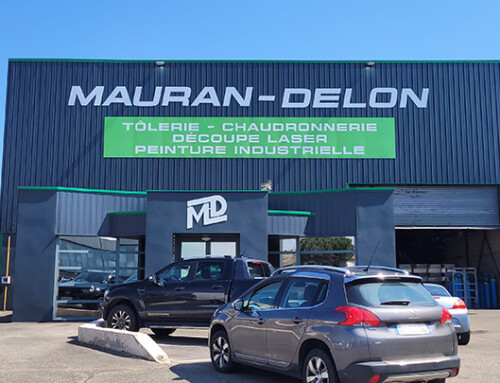 MAURAN-DELON
TÔLERIE - CHAUDRONNERIE
DÉCOUPE LASER
PEINTURE INDUSTRIELLE
MD